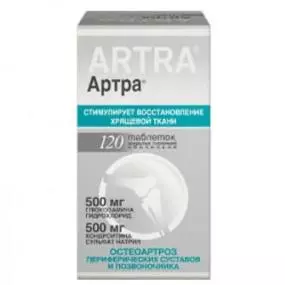 ARTRA®
Артра®
СТИМУЛИРУЕТ ВОССТАНОВЛЕНИЕ
ХРЯЩЕВОЙ ТКАНИ
120 таблеток
500 мг
ГЛЮКОЗАМИНА
ГИДРОХЛОРИД
500 мг
ХОНДРОИТИНА
СУЛЬФАТ НАТРИЯ
ОСТЕОАРТРОЗ
ПЕРИФЕРИЧЕСКИХ СУСТАВОВ
И ПОЗВОНОЧНИКА